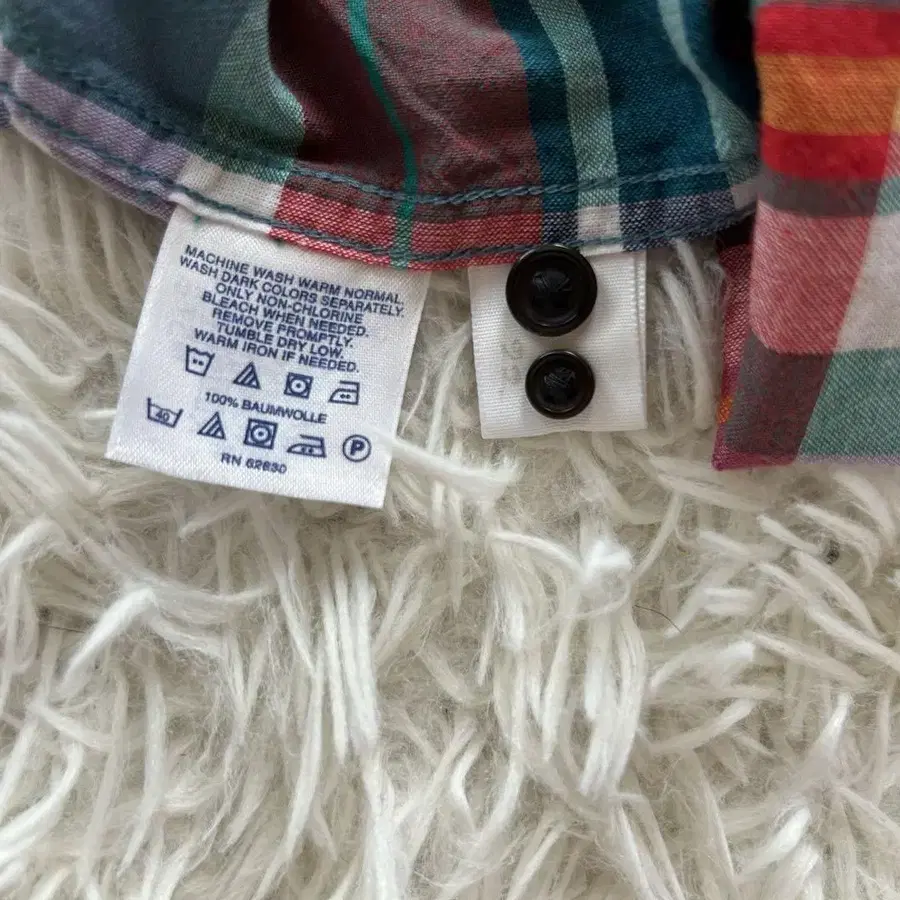 MACHINE WASH WARM NORMAL.
WASH DARK COLORS SEPARATELY.
ONLY NON-CHLORINE
BLEACH WHEN NEEDED.
REMOVE PROMPTLY.
TUMBLE DRY LOW.
WARM IRON IF NEEDED.
100% BAUMWOLLE
40
P
RN 62630